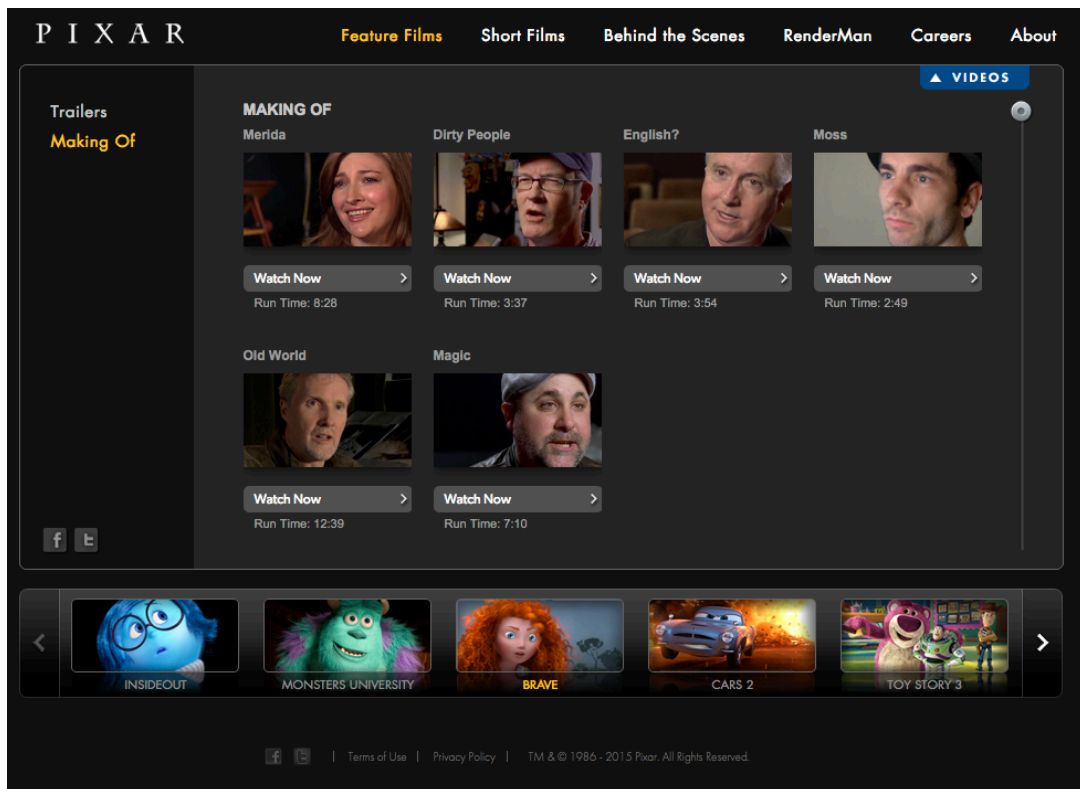 PIXAR
Feature Films Short Films Behind the Scenes RenderMan Careers About
VIDEOS
Trailers
Making Of
MAKING OF
Merida Dirty People English? Moss
Watch Now Watch Now Watch Now Watch Now
Run Time: 8:28 Run Time: 3:37 Run Time: 3:54 Run Time: 2:49
Old World Magic
Watch Now Watch Now
Run Time: 12:39 Run Time: 7:10
INSIDEOUT MONSTERS UNIVERSITY BRAVE CARS 2 TOY STORY 3
Terms of Use | Privacy Policy | TM & © 1986 - 2015 Pixar. All Rights Reserved.